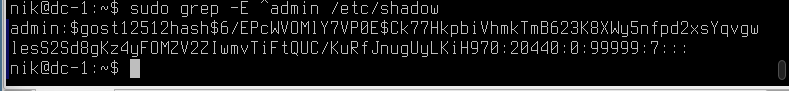 nik@dc-1:~$ sudo grep -E ^admin /etc/shadow
admin:$gost12512hash$6/EPcWVOMlY7VP0E$Ck77HkpbiVhmkTmB623K8XWy5nfpd2xsYqvgw
lesS2Sd8gKz4yFOMZV2ZIwmvTiFtQUC/KuRfJnugUyLKiH970:20440:0:99999:7:::
nik@dc-1:~$